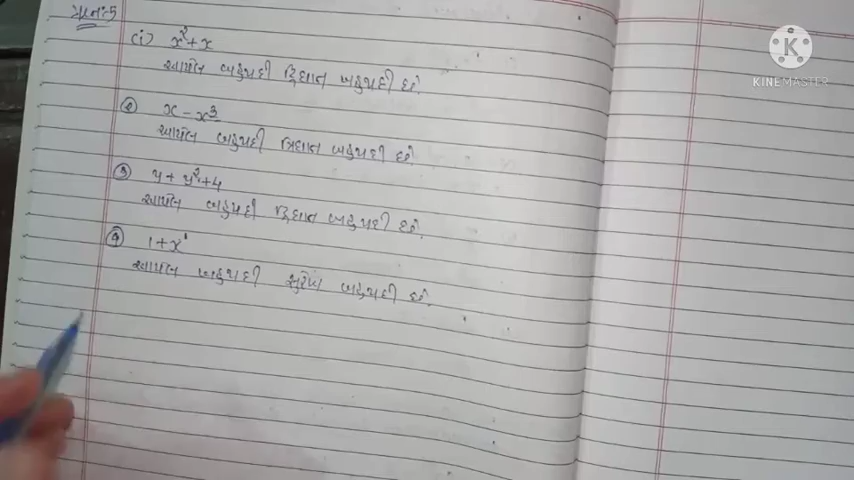 પ્રશ્ન:-5
(i) x²+x
આપેલ બહુપદી દ્વિઘાત બહુપદી છે.
② x - x³
આપેલ બહુપદી ત્રિઘાત બહુપદી છે.
③ y + y²+4
આપેલ બહુપદી દ્વિઘાત બહુપદી છે.
④ 1+x¹
આપેલ બહુપદી સુરેખ બહુપદી છે.
K
KINEMASTER